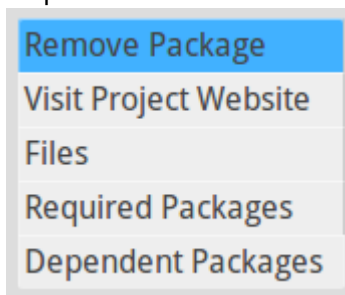 Remove Package
Visit Project Website
Files
Required Packages
Dependent Packages